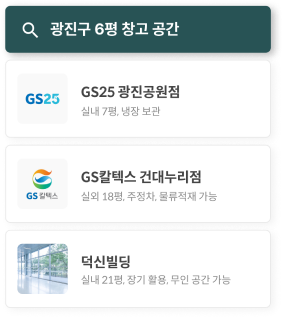 광진구 6평 창고 공간
GS25
GS25 광진공원점
실내 7평, 냉장 보관
GS 칼텍스
GS칼텍스 건대누리점
실외 18평, 주정차, 물류적재 가능
덕신빌딩
실내 21평, 장기 활용, 무인 공간 가능